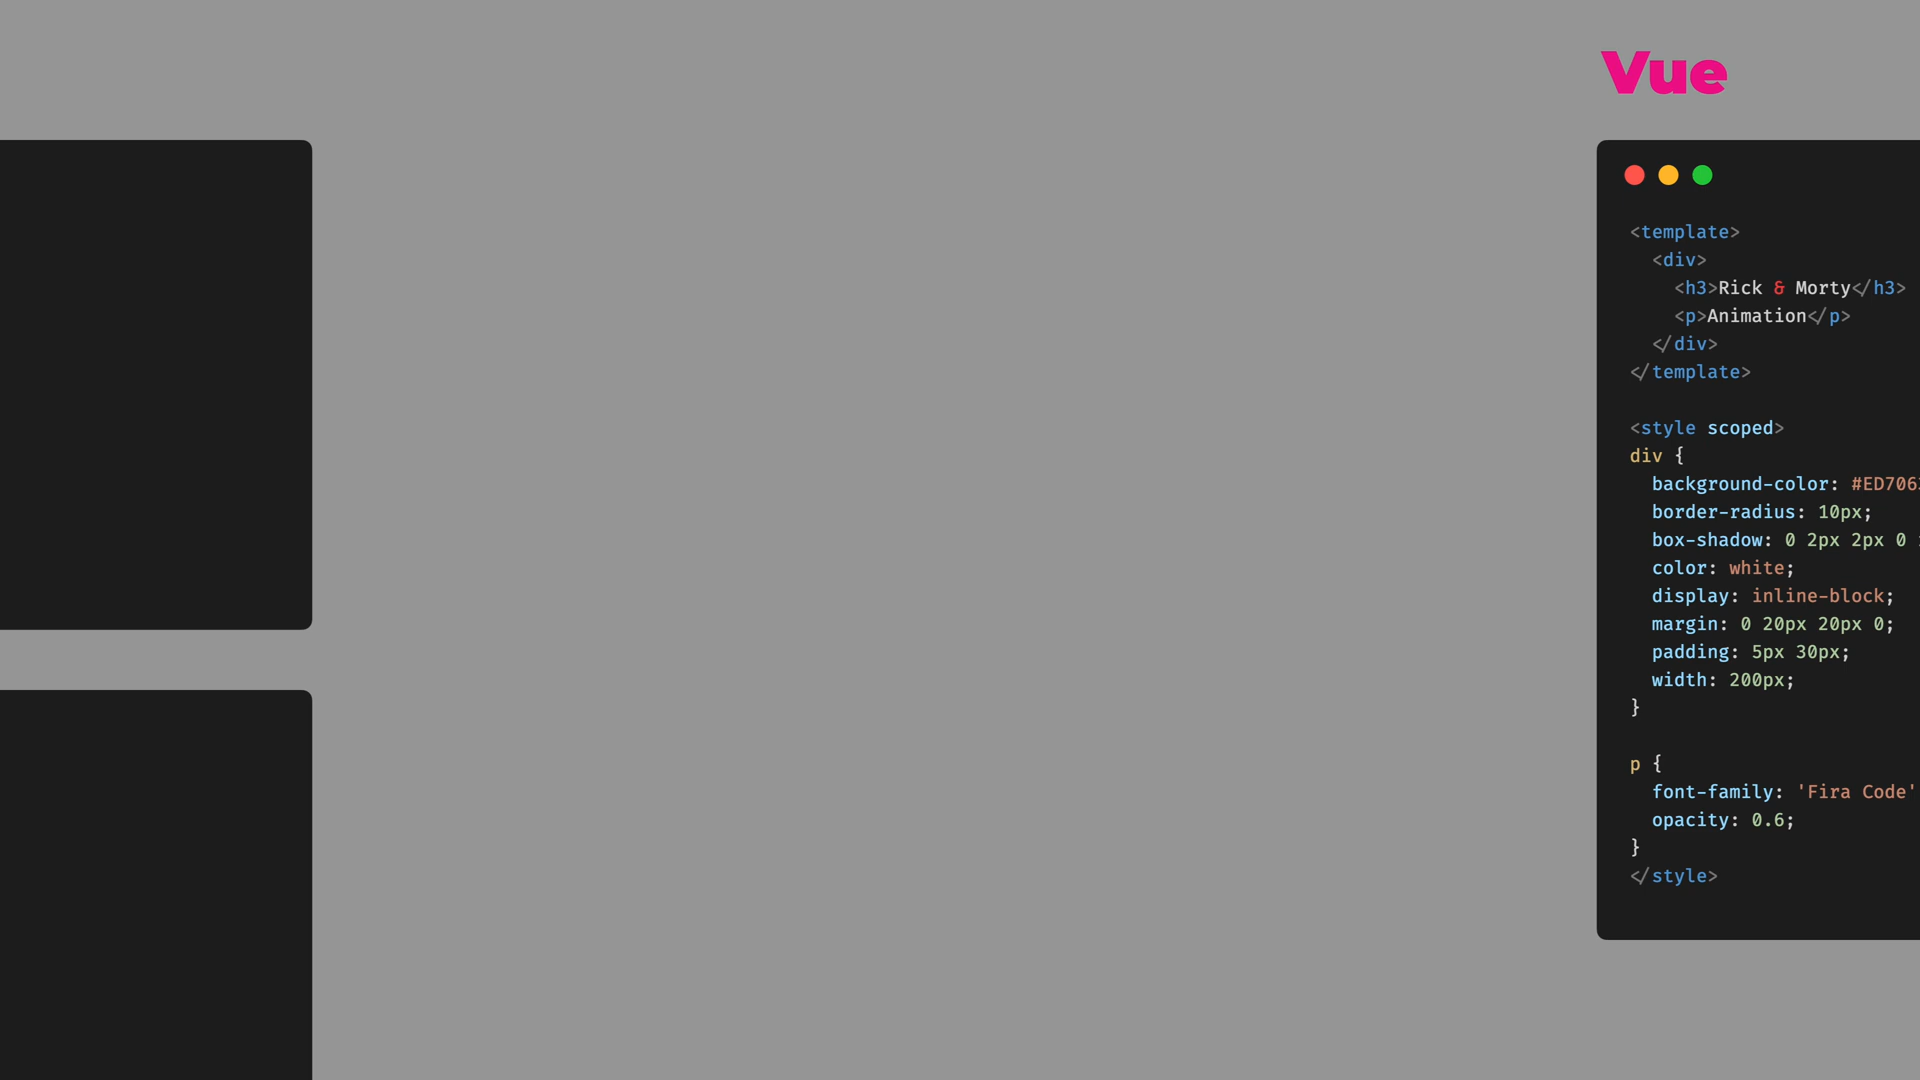 Vue
<template>
  <div>
    <h3>Rick & Morty</h3>
    <p>Animation</p>
  </div>
</template>

<style scoped>
div {
  background-color: #ED706
  border-radius: 10px;
  box-shadow: 0 2px 2px 0
  color: white;
  display: inline-block;
  margin: 0 20px 20px 0;
  padding: 5px 30px;
  width: 200px;
}

p {
  font-family: 'Fira Code'
  opacity: 0.6;
}
</style>